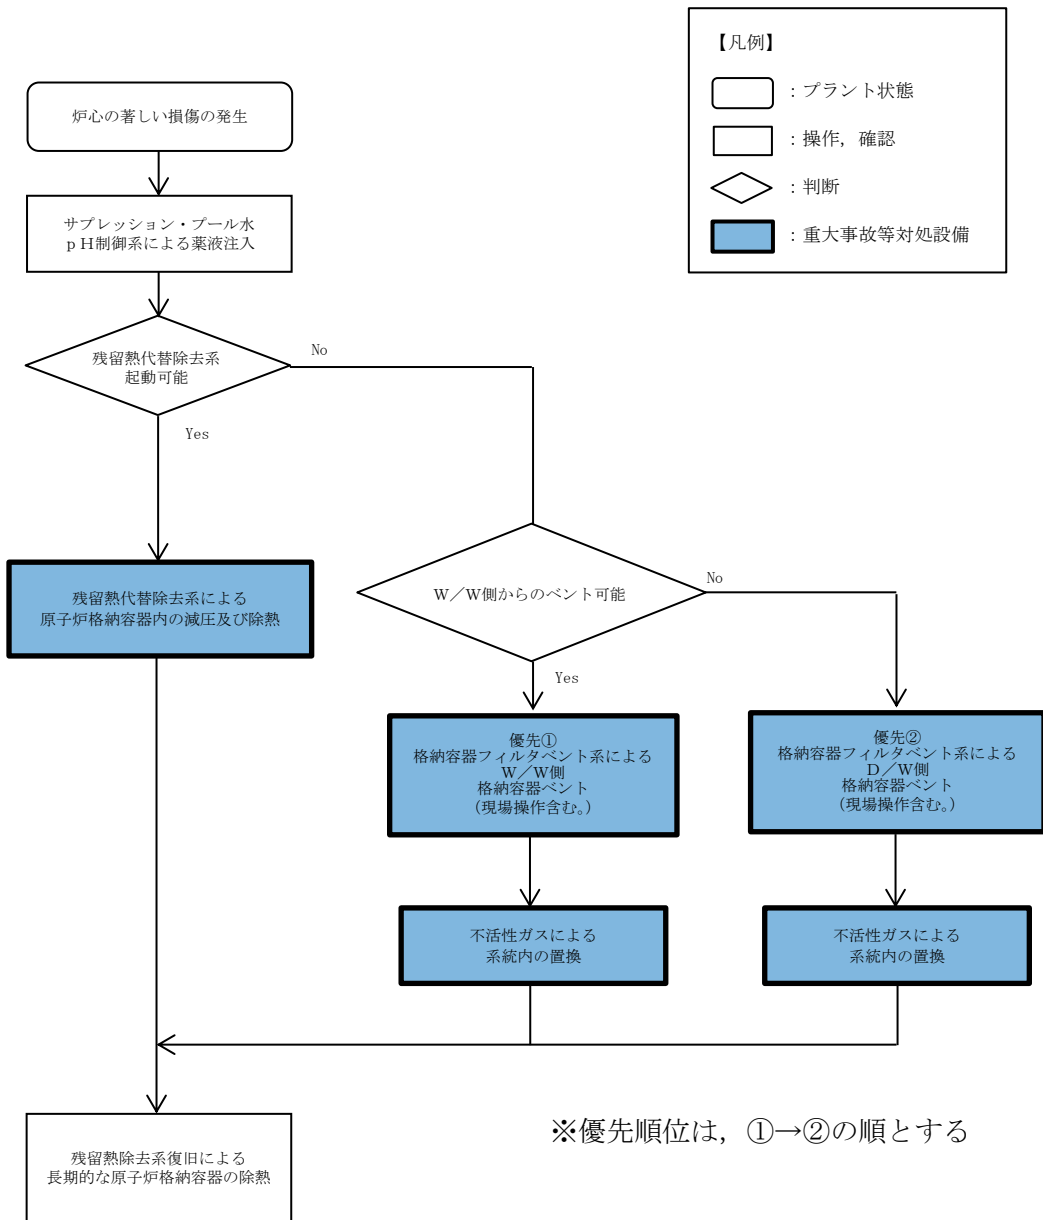 【凡例】
：プラント状態
：操作，確認
：判断
：重大事故等対処設備
炉心の著しい損傷の発生
サプレッション・プール水
ｐＨ制御系による薬液注入
残留熱代替除去系
起動可能
No
Yes
残留熱代替除去系による
原子炉格納容器内の減圧及び除熱
Ｗ／Ｗ側からのベント可能
No
Yes
優先①
格納容器フィルタベント系による
Ｗ／Ｗ側
格納容器ベント
（現場操作含む。）
優先②
格納容器フィルタベント系による
Ｄ／Ｗ側
格納容器ベント
（現場操作含む。）
不活性ガスによる
系統内の置換
不活性ガスによる
系統内の置換
※優先順位は，①→②の順とする
残留熱除去系復旧による
長期的な原子炉格納容器の除熱